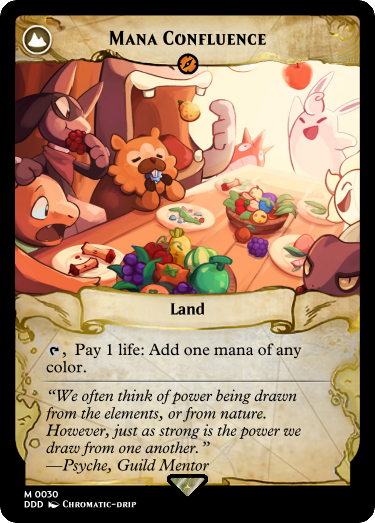 Mana Confluence
Land
, Pay 1 life: Add one mana of any
color.
“We often think of power being drawn
from the elements, or from nature.
However, just as strong is the power we
draw from one another.”
—Psyche, Guild Mentor
M 0030
DDD Chromatic-drip